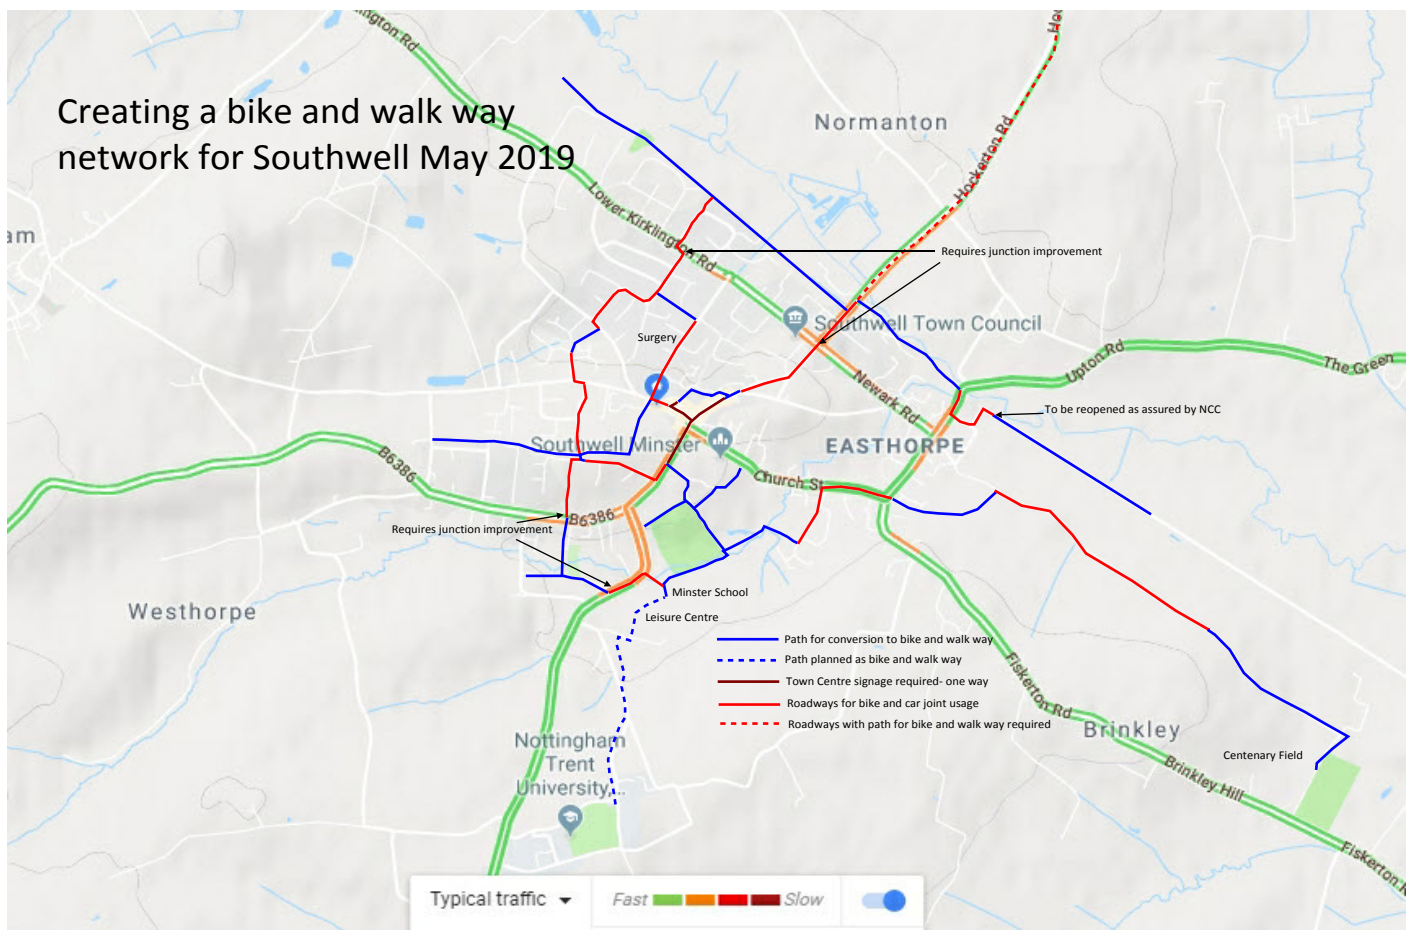 Creating a bike and walk way
network for Southwell May 2019
Normanton
Hockerton Rd
Lower Kirklington Rd
Requires junction improvement
Southwell Town Council
Surgery
Upton Rd
The Green
Newark Rd
To be reopened as assured by NCC
EASTHORPE
Southwell Minster
B6386
Church St
B6386
Requires junction improvement
Westhorpe
Minster School
Leisure Centre
Path for conversion to bike and walk way
Path planned as bike and walk way
Town Centre signage required- one way
Roadways for bike and car joint usage
Roadways with path for bike and walk way required
Fiskerton Rd
Brinkley
Centenary Field
Brinkley Hill
Nottingham
Trent
University,...
Fiskerton R
Typical traffic
Fast
Slow